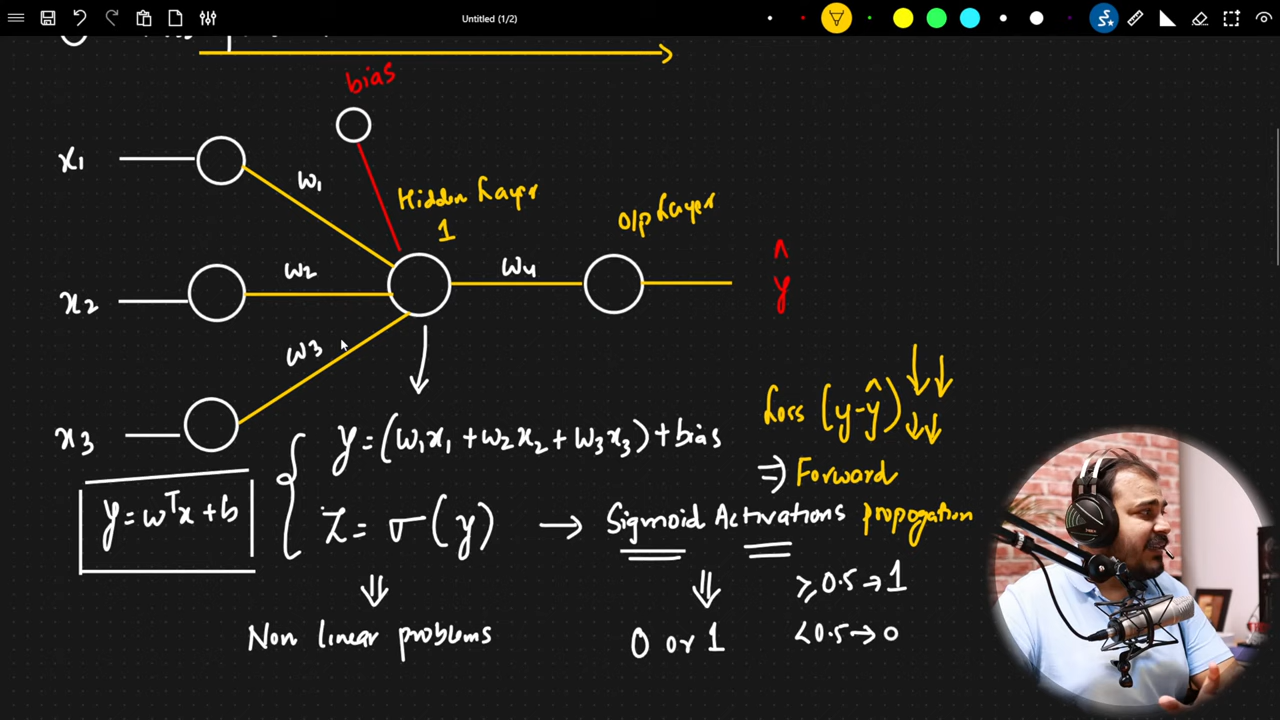 Untitled (1/2)
bias
x1
w1
Hidden Layer
1
O/p Layer
w2
w4
ŷ
x2
w3
Loss (y-ŷ)
x3
y=(w1x1+w2x2+w3x3)+bias
⇒ Forward
propogation
y=wᵀx+b
z=σ(y) → Sigmoid Activations
≥0.5→1
Non linear problems
0 or 1
<0.5→0